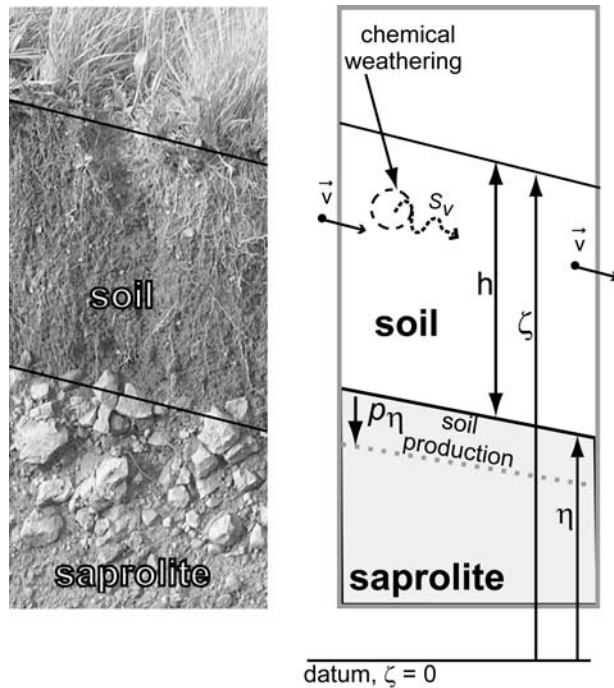 soil
saprolite
chemical
weathering
S_v
v⃗
v⃗
h
ζ
soil
p_η
soil
production
η
saprolite
datum, ζ = 0